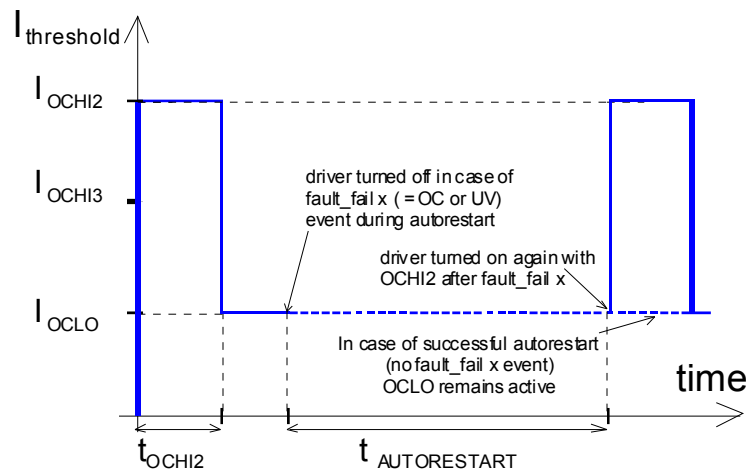 I threshold
I OCHI2
I OCHI3
I OCLO
driver turned off in case of
fault_fail x ( = OC or UV)
event during autorestart
driver turned on again with
OCHI2 after fault_fail x
In case of successful autorestart
(no fault_fail x event)
OCLO remains active
time
t OCHI2
t AUTORESTART